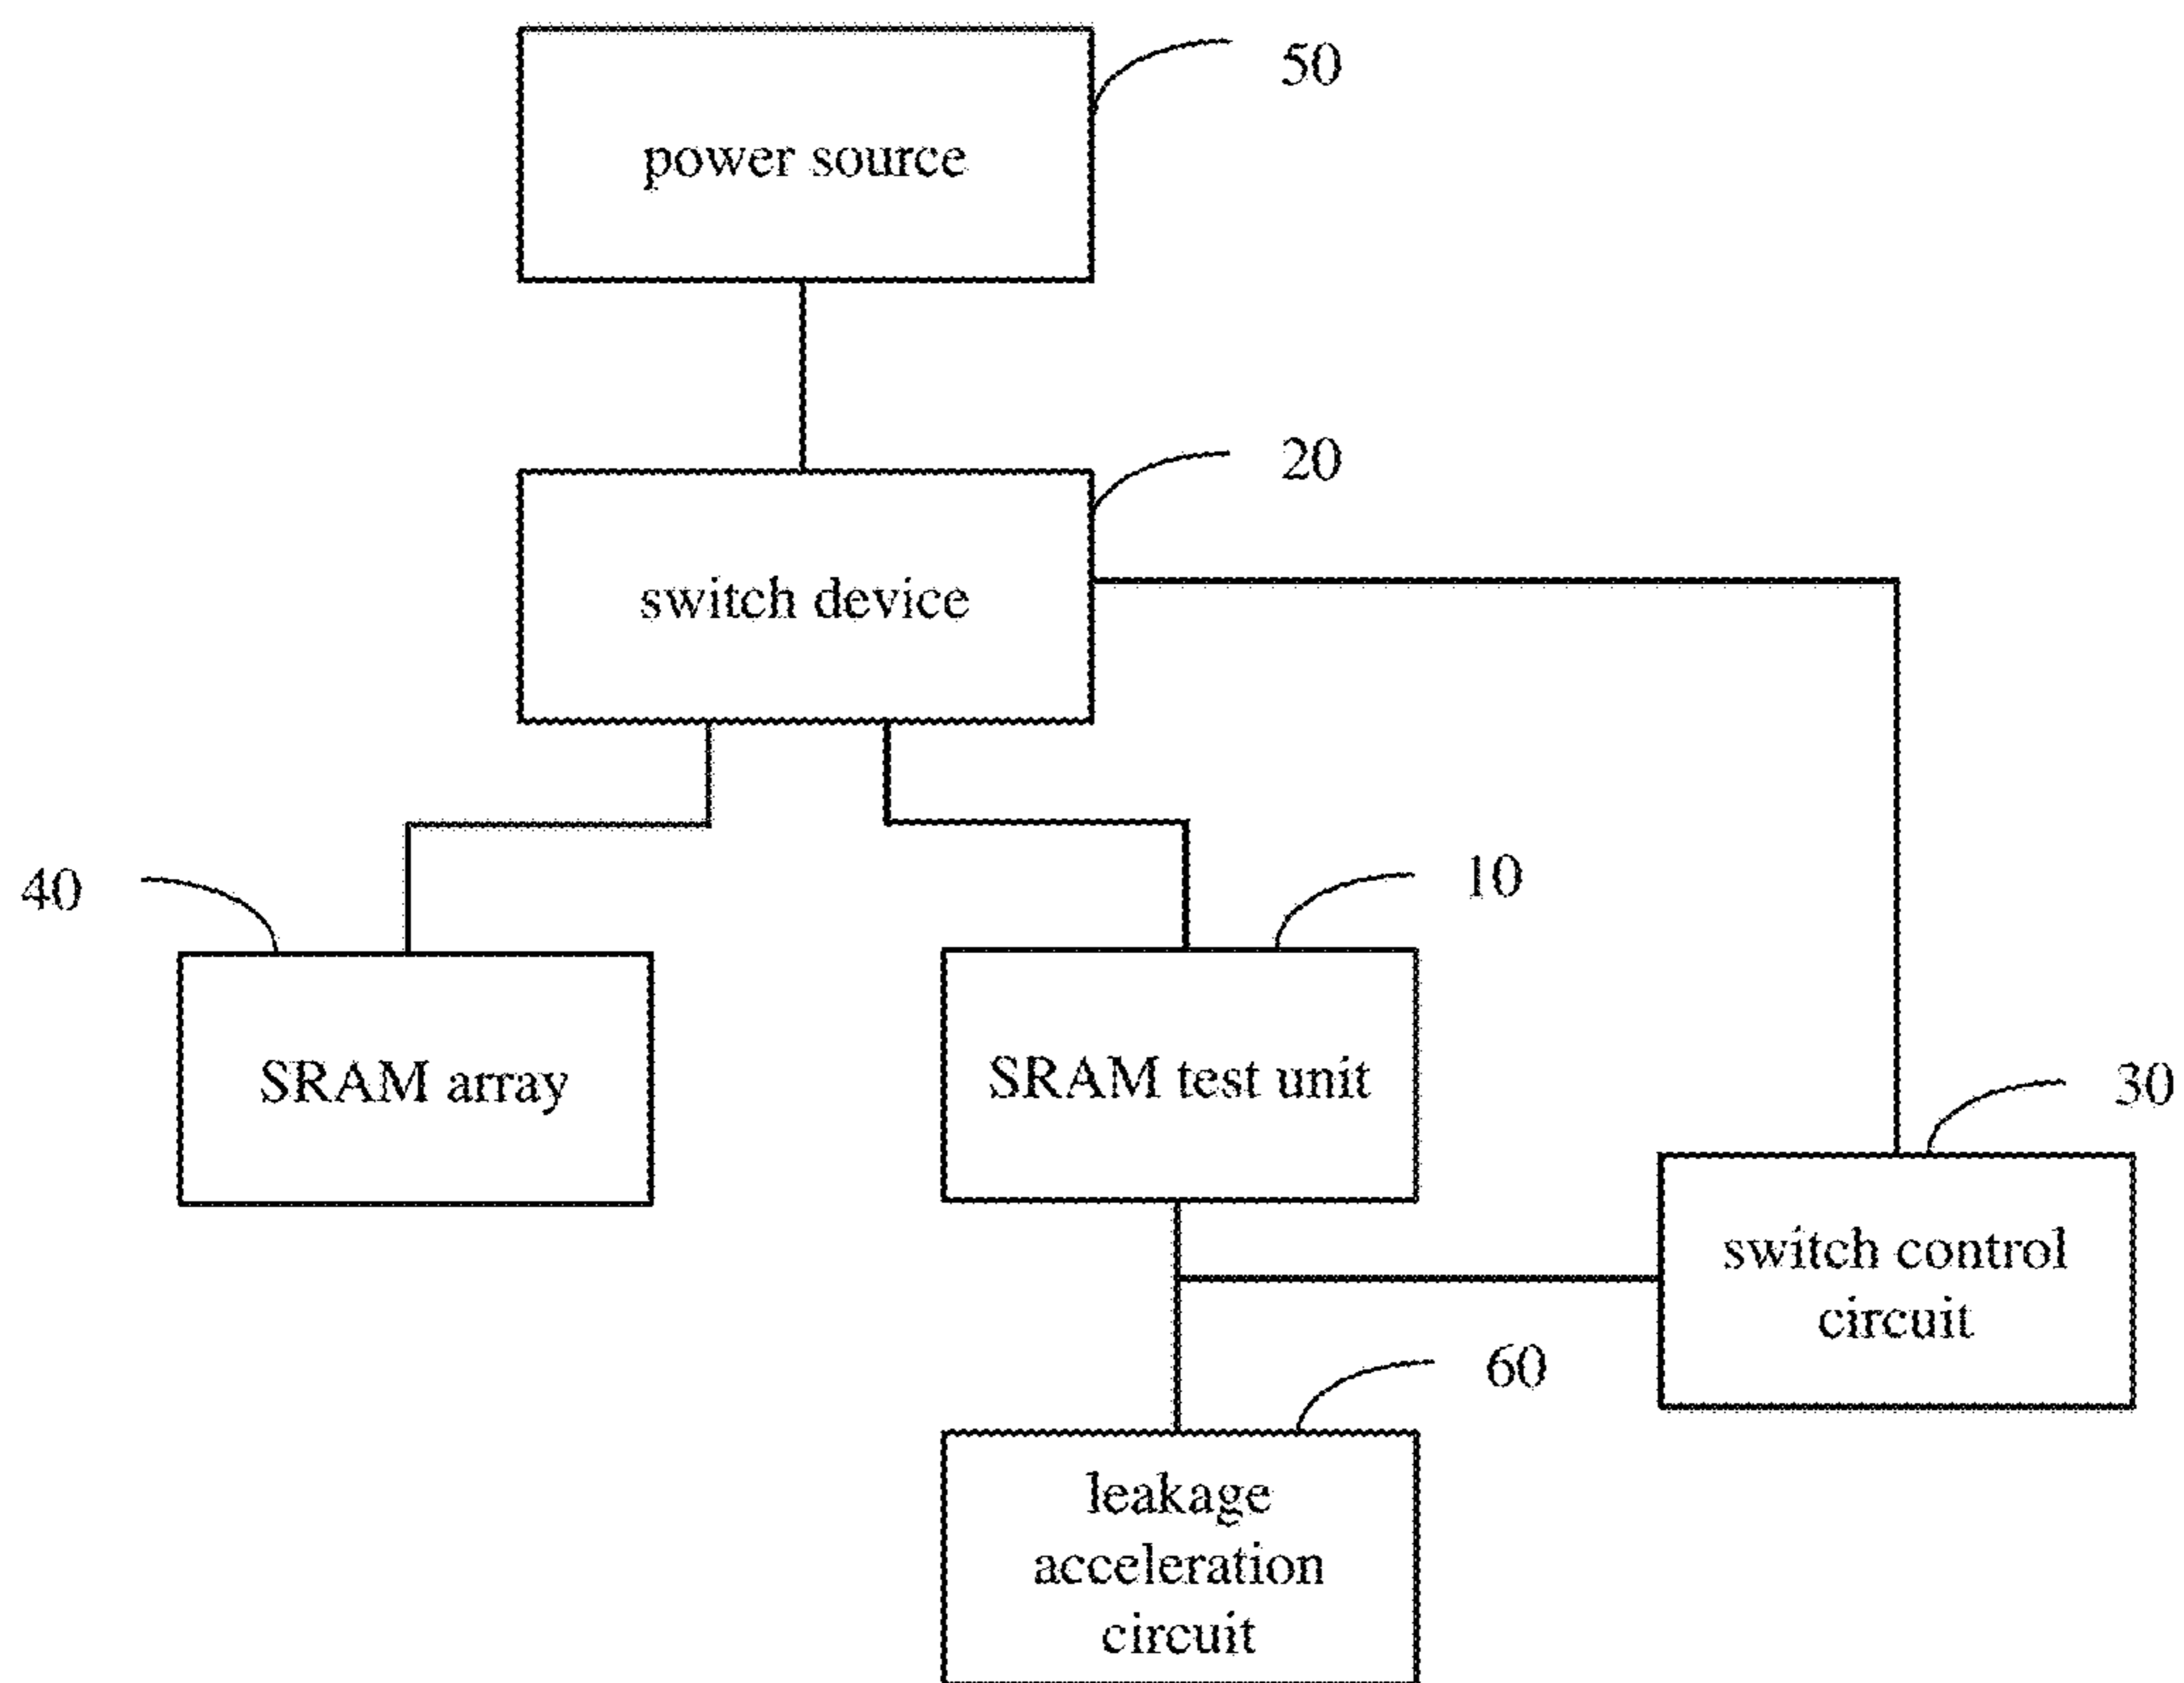 50
power source
20
switch device
40
10
SRAM array
SRAM test unit
30
switch control
circuit
60
leakage
acceleration
circuit